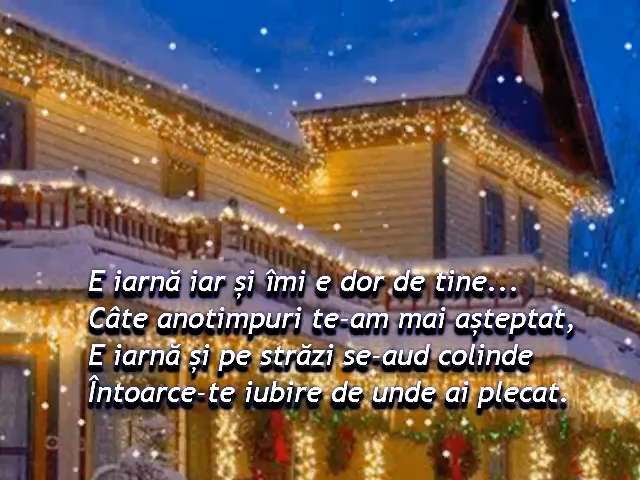 E iarnă iar și îmi e dor de tine...
Câte anotimpuri te-am mai așteptat,
E iarnă și pe străzi se-aud colinde
Întoarce-te iubire de unde ai plecat.